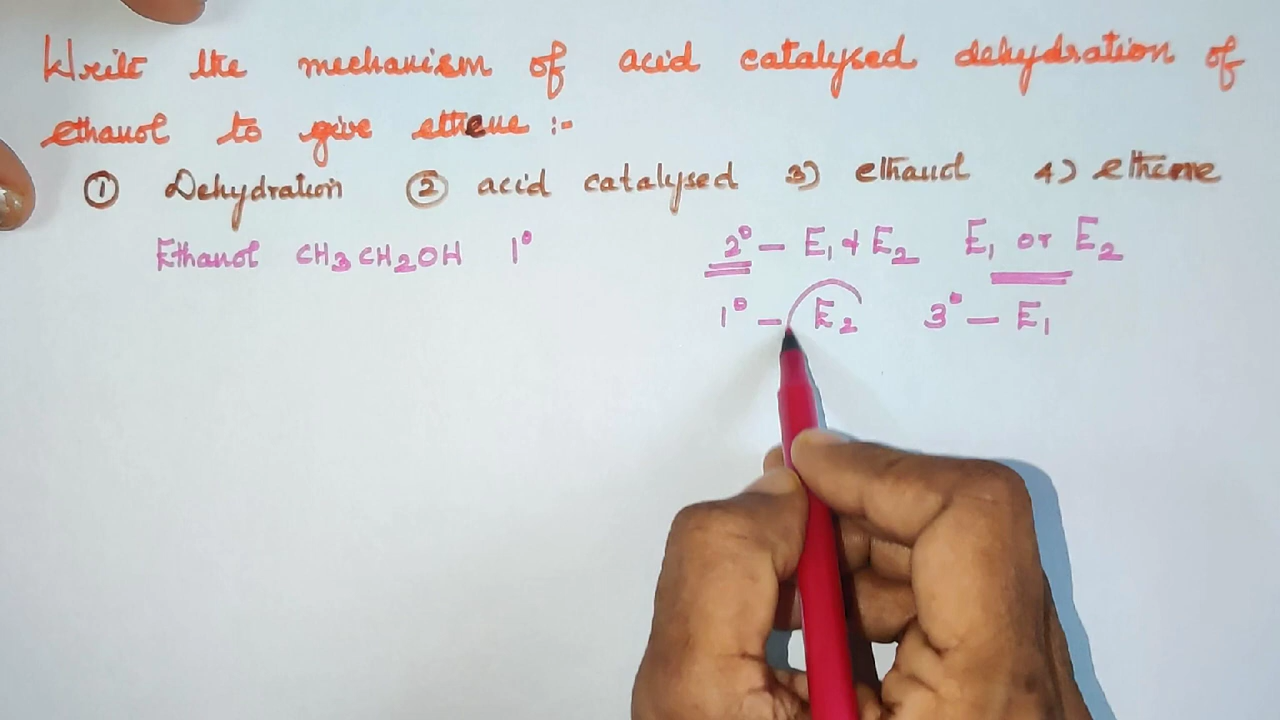 Write the mechanism of acid catalysed dehydration of
ethanol to give ethene :-
① Dehydration ② acid catalysed 3) ethanol 4) ethene
Ethanol CH3CH2OH 1° 2° - E1 & E2 E1 or E2
1° - E2 3° - E1